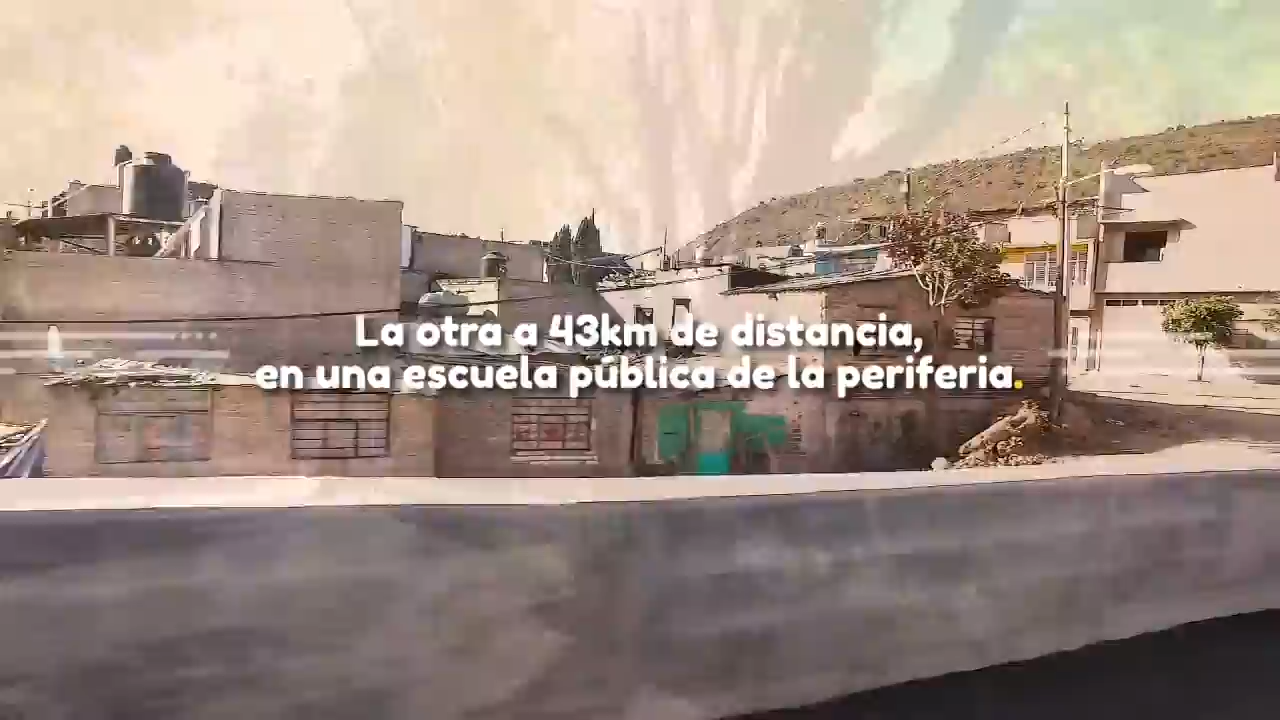 La otra a 43km de distancia,
en una escuela pública de la periferia.